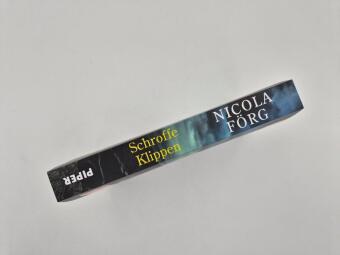 NICOLA
FÖRG
Schroffe
Klippen
PIPER